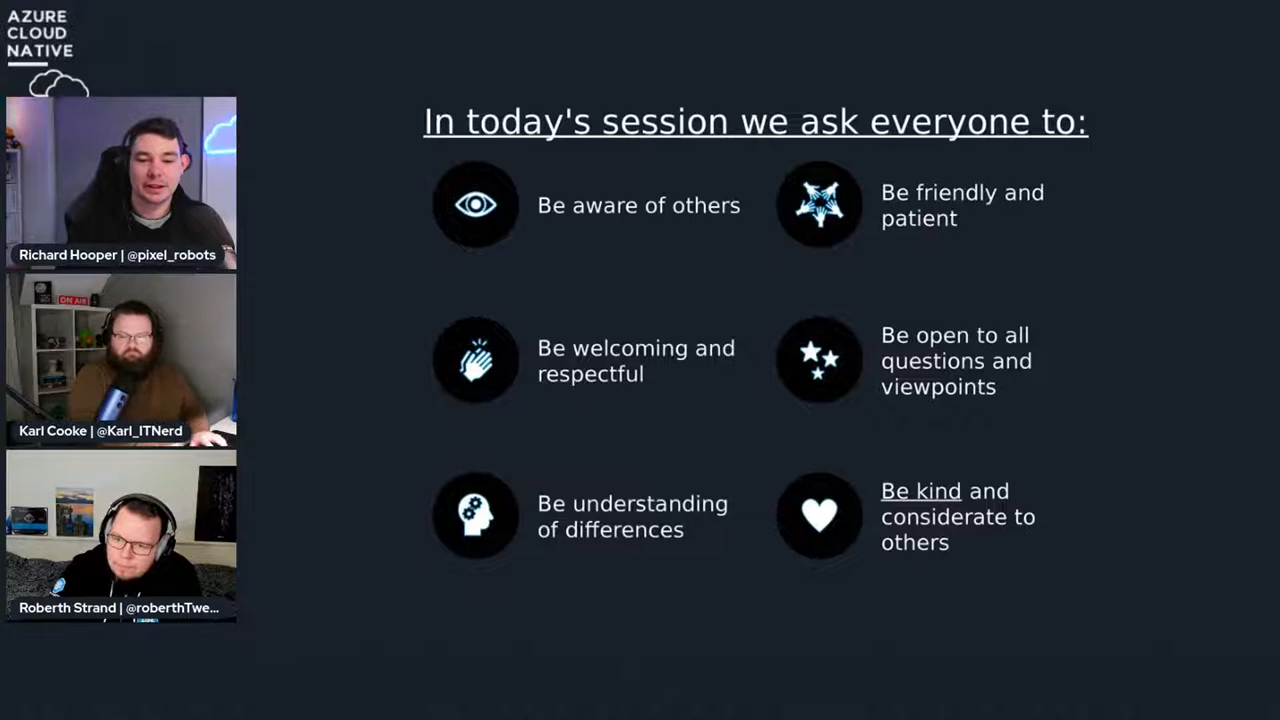 AZURE
CLOUD
NATIVE
Richard Hooper | @pixel_robots
ON AIR
Karl Cooke | @Karl_ITNerd
Roberth Strand | @roberthTwe...
In today's session we ask everyone to:
Be aware of others
Be friendly and
patient
Be welcoming and
respectful
Be open to all
questions and
viewpoints
Be understanding
of differences
Be kind and
considerate to
others